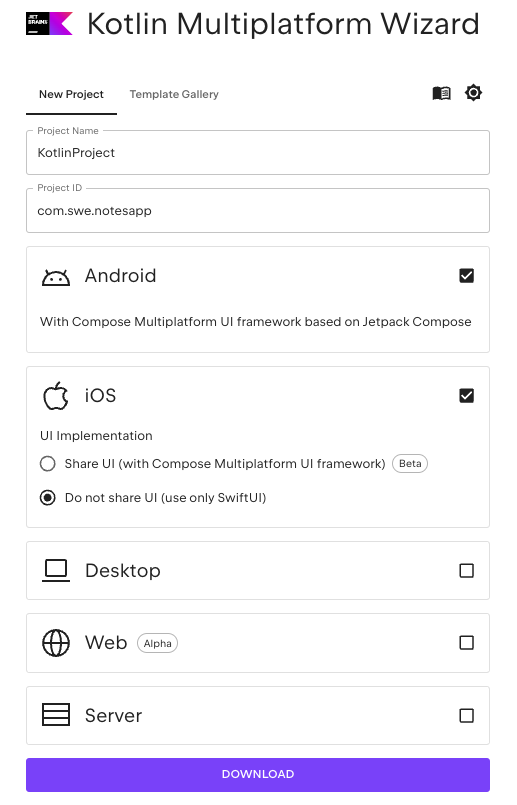 JET
BRAINS
Kotlin Multiplatform Wizard
New Project
Template Gallery
Project Name
KotlinProject
Project ID
com.swe.notesapp
Android
With Compose Multiplatform UI framework based on Jetpack Compose
iOS
UI Implementation
Share UI (with Compose Multiplatform UI framework) Beta
Do not share UI (use only SwiftUI)
Desktop
Web Alpha
Server
DOWNLOAD